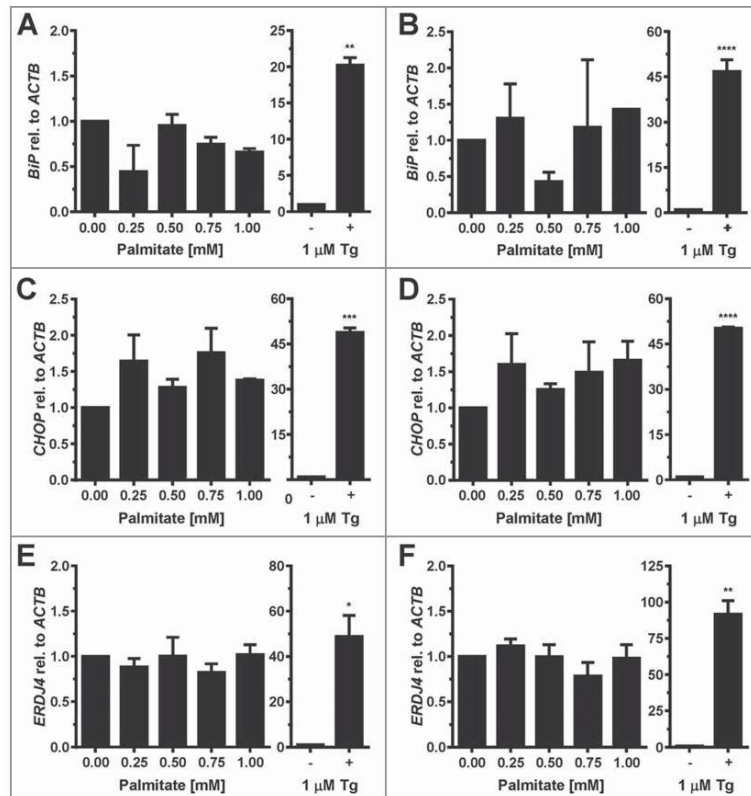 A
BiP rel. to ACTB
2.0
1.5
1.0
0.5
0.0
0.00 0.25 0.50 0.75 1.00
Palmitate [mM]
25
20
15
10
5
0
**
- +
1 μM Tg
B
BiP rel. to ACTB
2.5
2.0
1.5
1.0
0.5
0.0
0.00 0.25 0.50 0.75 1.00
Palmitate [mM]
60
45
30
15
0
****
- +
1 μM Tg
C
CHOP rel. to ACTB
2.5
2.0
1.5
1.0
0.5
0.0
0.00 0.25 0.50 0.75 1.00
Palmitate [mM]
60
45
30
15
0
***
- +
1 μM Tg
D
CHOP rel. to ACTB
2.5
2.0
1.5
1.0
0.5
0.0
0.00 0.25 0.50 0.75 1.00
Palmitate [mM]
60
45
30
15
0
****
- +
1 μM Tg
E
ERDJ4 rel. to ACTB
2.0
1.5
1.0
0.5
0.0
0.00 0.25 0.50 0.75 1.00
Palmitate [mM]
80
60
40
20
0
*
- +
1 μM Tg
F
ERDJ4 rel. to ACTB
2.0
1.5
1.0
0.5
0.0
0.00 0.25 0.50 0.75 1.00
Palmitate [mM]
125
100
75
50
25
0
**
- +
1 μM Tg